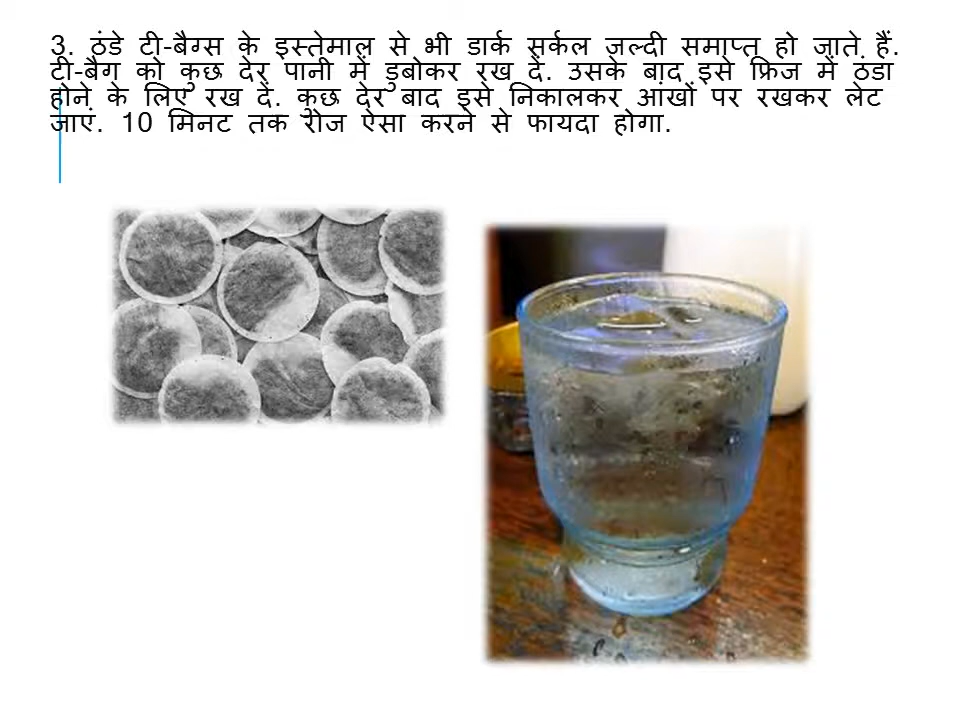 3. ठंडे टी-बैग्स के इस्तेमाल से भी डार्क सर्कल जल्दी समाप्त हो जाते हैं.
टी-बैग को कुछ देर पानी में डुबोकर रख दें. उसके बाद इसे फ्रिज में ठंडा
होने के लिए रख दें. कुछ देर बाद इसे निकालकर आंखों पर रखकर लेट
जाएं. 10 मिनट तक रोज ऐसा करने से फायदा होगा.